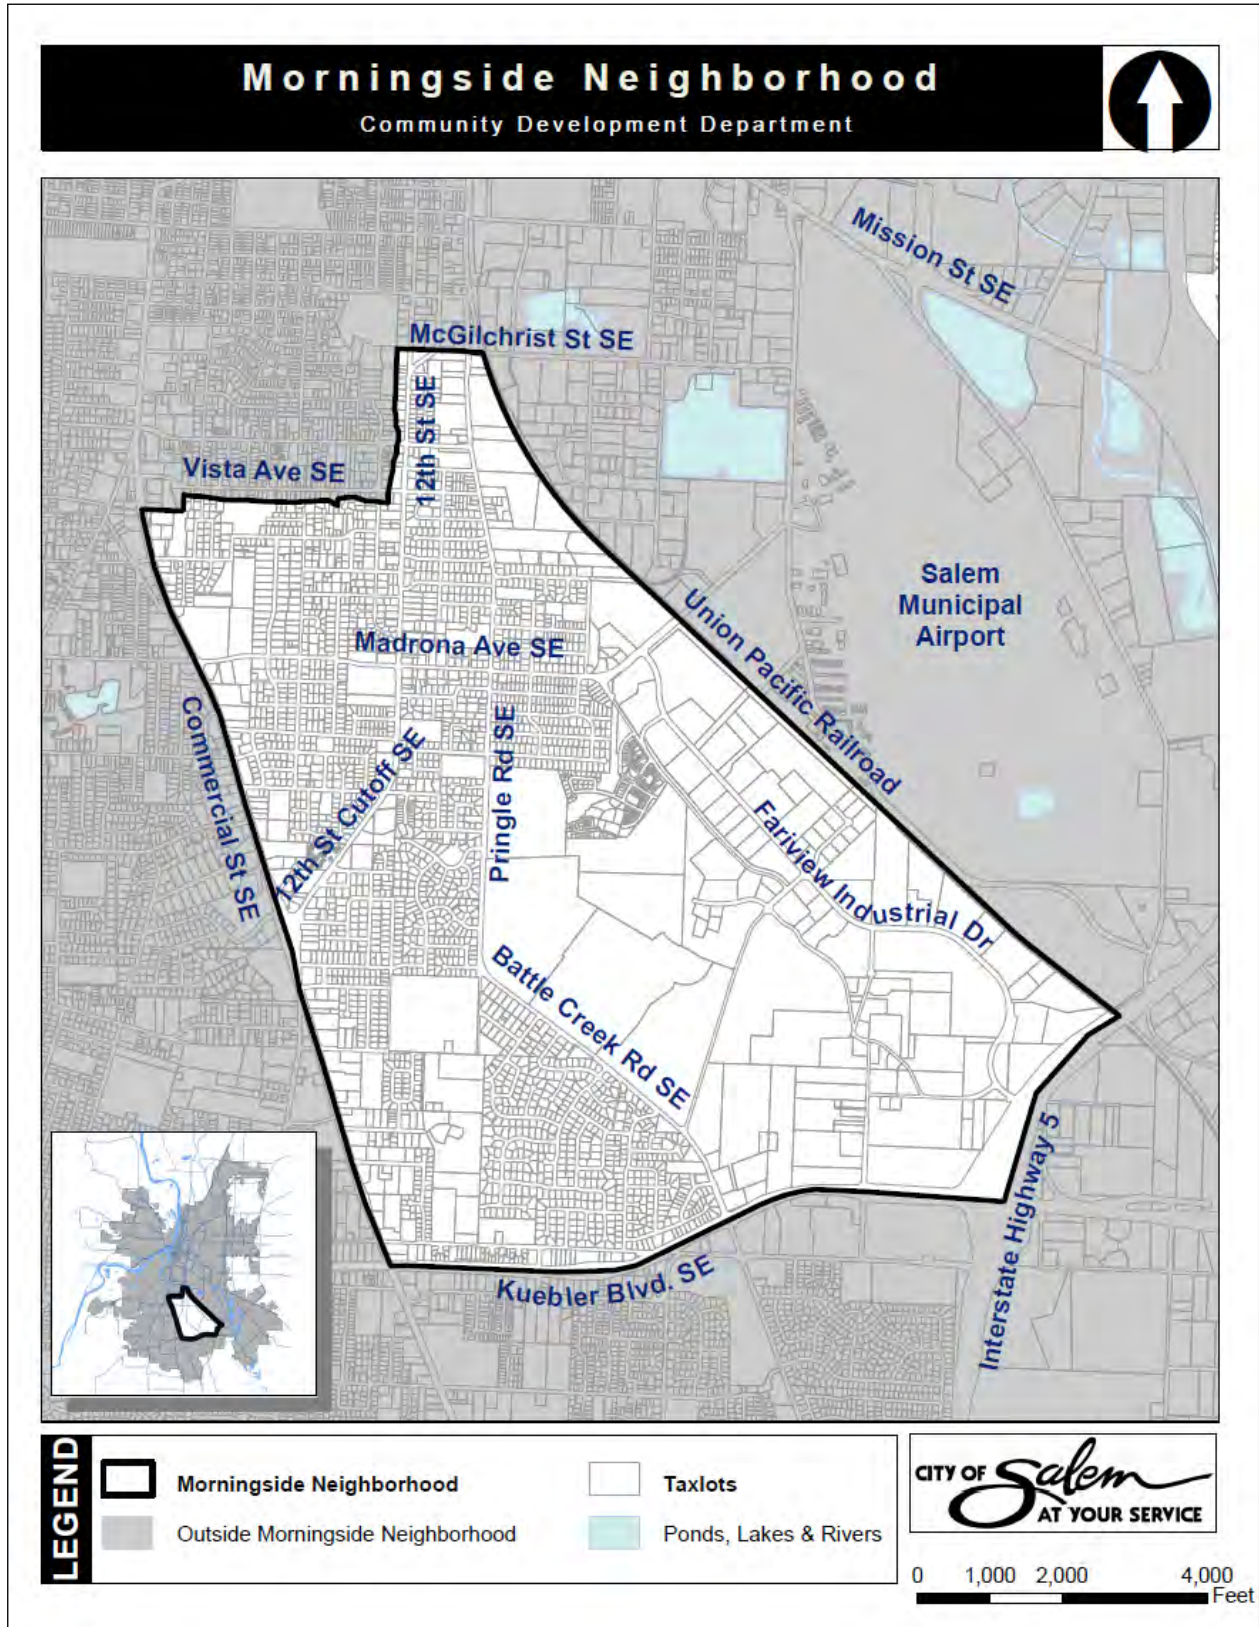 Morningside Neighborhood
Community Development Department
Mission St SE
McGilchrist St SE
12th St SE
Vista Ave SE
Salem
Municipal
Airport
Union Pacific Railroad
Madrona Ave SE
Commercial St SE
12th St Cutoff SE
Pringle Rd SE
Fariview Industrial Dr
Battle Creek Rd SE
Interstate Highway 5
Kuebler Blvd. SE
LEGEND
Morningside Neighborhood
Taxlots
Outside Morningside Neighborhood
Ponds, Lakes & Rivers
CITY OF Salem
AT YOUR SERVICE
0 1,000 2,000 4,000
Feet